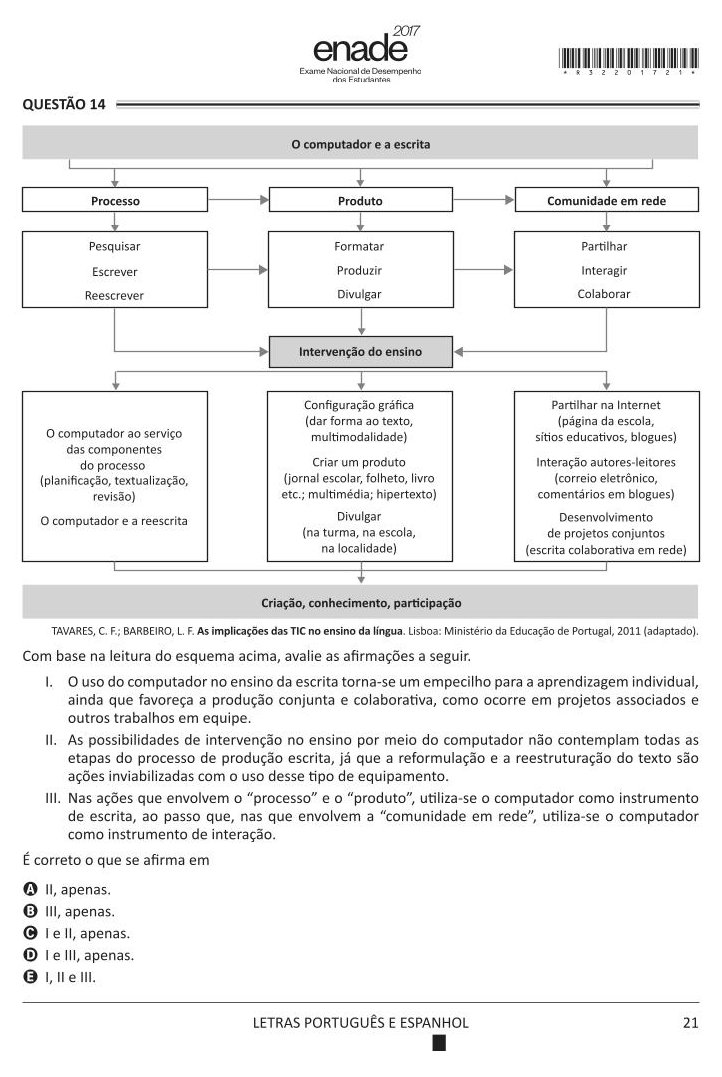 2017
enade
Exame Nacional de Desempenho
dos Estudantes
* R 3 2 2 0 1 7 2 1 *
QUESTÃO 14
O computador e a escrita
Processo
Produto
Comunidade em rede
Pesquisar
Escrever
Reescrever
Formatar
Produzir
Divulgar
Partilhar
Interagir
Colaborar
Intervenção do ensino
O computador ao serviço
das componentes
do processo
(planificação, textualização,
revisão)
O computador e a reescrita
Configuração gráfica
(dar forma ao texto,
multimodalidade)
Criar um produto
(jornal escolar, folheto, livro
etc.; multimédia; hipertexto)
Divulgar
(na turma, na escola,
na localidade)
Partilhar na Internet
(página da escola,
sítios educativos, blogues)
Interação autores-leitores
(correio eletrônico,
comentários em blogues)
Desenvolvimento
de projetos conjuntos
(escrita colaborativa em rede)
Criação, conhecimento, participação
TAVARES, C. F.; BARBEIRO, L. F. As implicações das TIC no ensino da língua. Lisboa: Ministério da Educação de Portugal, 2011 (adaptado).
Com base na leitura do esquema acima, avalie as afirmações a seguir.
I. O uso do computador no ensino da escrita torna-se um empecilho para a aprendizagem individual,
ainda que favoreça a produção conjunta e colaborativa, como ocorre em projetos associados e
outros trabalhos em equipe.
II. As possibilidades de intervenção no ensino por meio do computador não contemplam todas as
etapas do processo de produção escrita, já que a reformulação e a reestruturação do texto são
ações inviabilizadas com o uso desse tipo de equipamento.
III. Nas ações que envolvem o “processo” e o “produto”, utiliza-se o computador como instrumento
de escrita, ao passo que, nas que envolvem a “comunidade em rede”, utiliza-se o computador
como instrumento de interação.
É correto o que se afirma em
A II, apenas.
B III, apenas.
C I e II, apenas.
D I e III, apenas.
E I, II e III.
LETRAS PORTUGUÊS E ESPANHOL
21